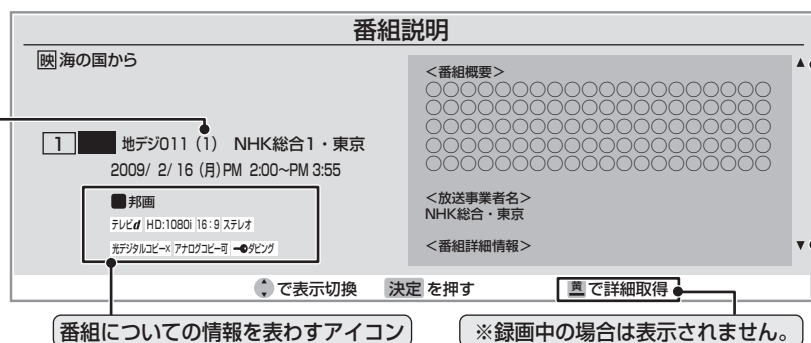 番組説明
映 海の国から
1 地デジ011 (1) NHK総合1・東京
2009/ 2/ 16 (月) PM 2:00~PM 3:55
邦画
テレビd HD:1080i 16:9 ステレオ
光デジタルコピー× アナログコピー可 ダビング
<番組概要>
○○○○○○○○○○○○○○○○○○
○○○○○○○○○○○○○○○○○○
○○○○○○○○○○○○○○○○○○
○○○○○○○○○○○○○○○○○○
○○○○○○○○○○○○○○○○○○
<放送事業者名>
NHK総合・東京
<番組詳細情報>
で表示切換 決定 を押す 黄 で詳細取得
番組についての情報を表わすアイコン
※録画中の場合は表示されません。